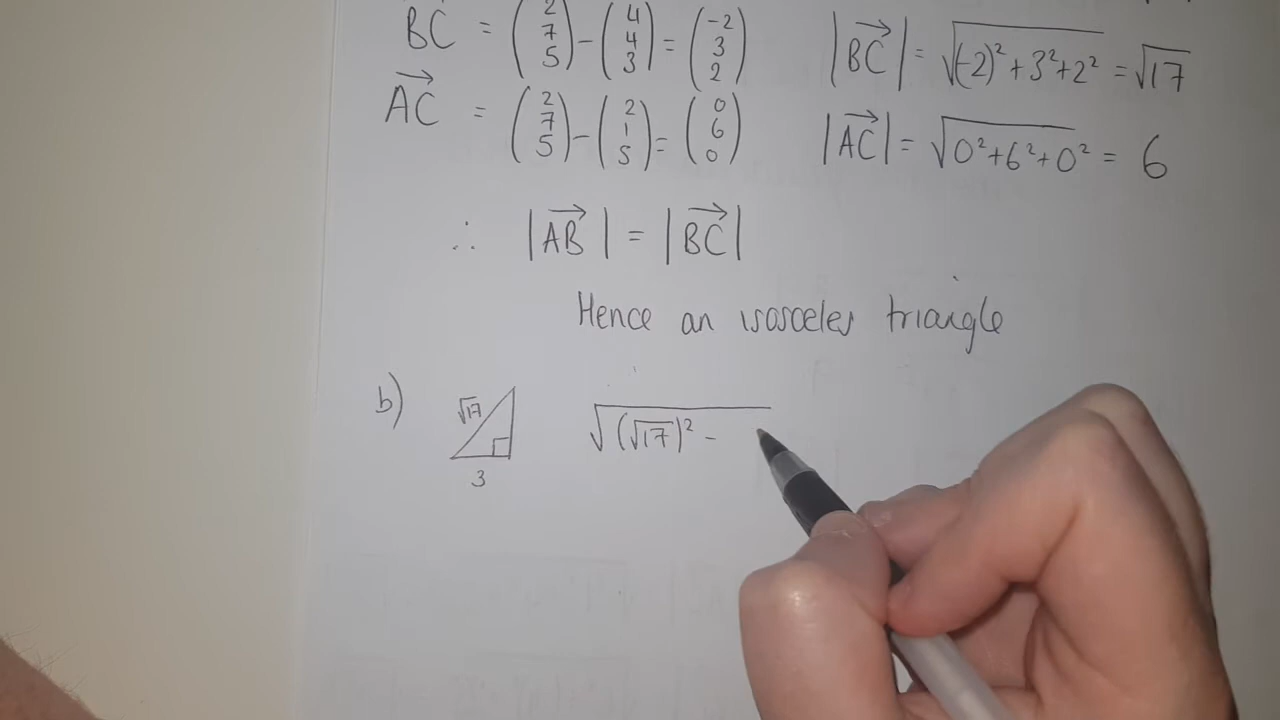 BC = (2 7 5) − (4 4 3) = (−2 3 2) |BC→| = √(−2)² + 3² + 2² = √17
AC→ = (2 7 5) − (2 1 5) = (0 6 0) |AC→| = √0² + 6² + 0² = 6
∴ |AB→| = |BC→|
Hence an isosceles triangle
b) √17 √(√17)² −
3